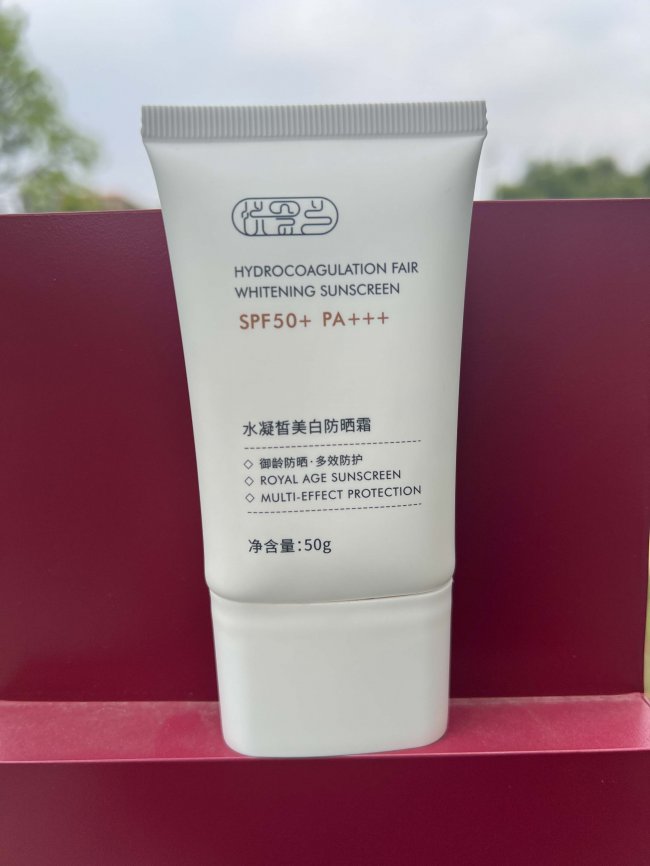 HYDROCOAGULATION FAIR
WHITENING SUNSCREEN
SPF50+ PA+++
水凝皙美白防晒霜
◇ 御龄防晒·多效防护
◇ ROYAL AGE SUNSCREEN
◇ MULTI-EFFECT PROTECTION
净含量:50g